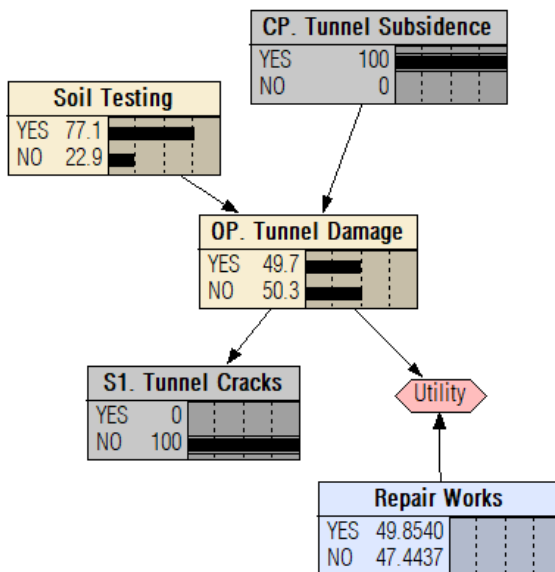 CP. Tunnel Subsidence
YES 100
NO 0
Soil Testing
YES 77.1
NO 22.9
OP. Tunnel Damage
YES 49.7
NO 50.3
S1. Tunnel Cracks
YES 0
NO 100
Utility
Repair Works
YES 49.8540
NO 47.4437